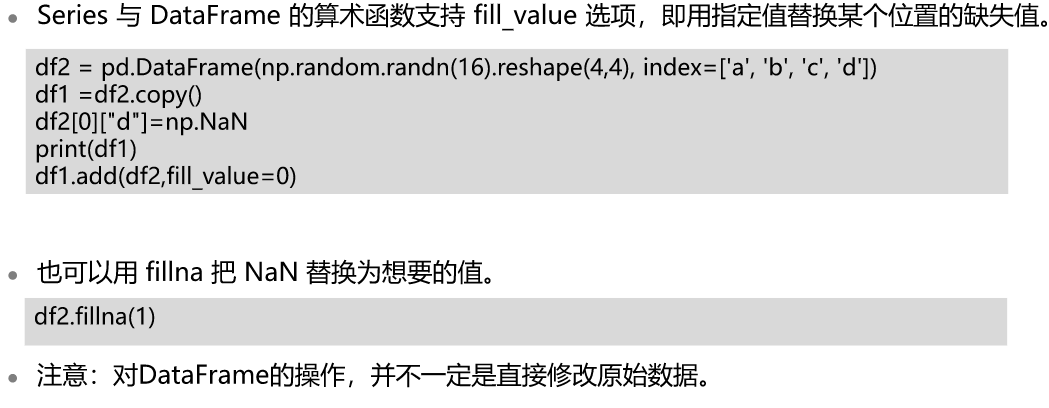 Series 与 DataFrame 的算术函数支持 fill_value 选项，即用指定值替换某个位置的缺失值。
df2 = pd.DataFrame(np.random.randn(16).reshape(4,4), index=['a', 'b', 'c', 'd'])
df1 =df2.copy()
df2[0]["d"]=np.NaN
print(df1)
df1.add(df2,fill_value=0)
也可以用 fillna 把 NaN 替换为想要的值。
df2.fillna(1)
注意：对DataFrame的操作，并不一定是直接修改原始数据。